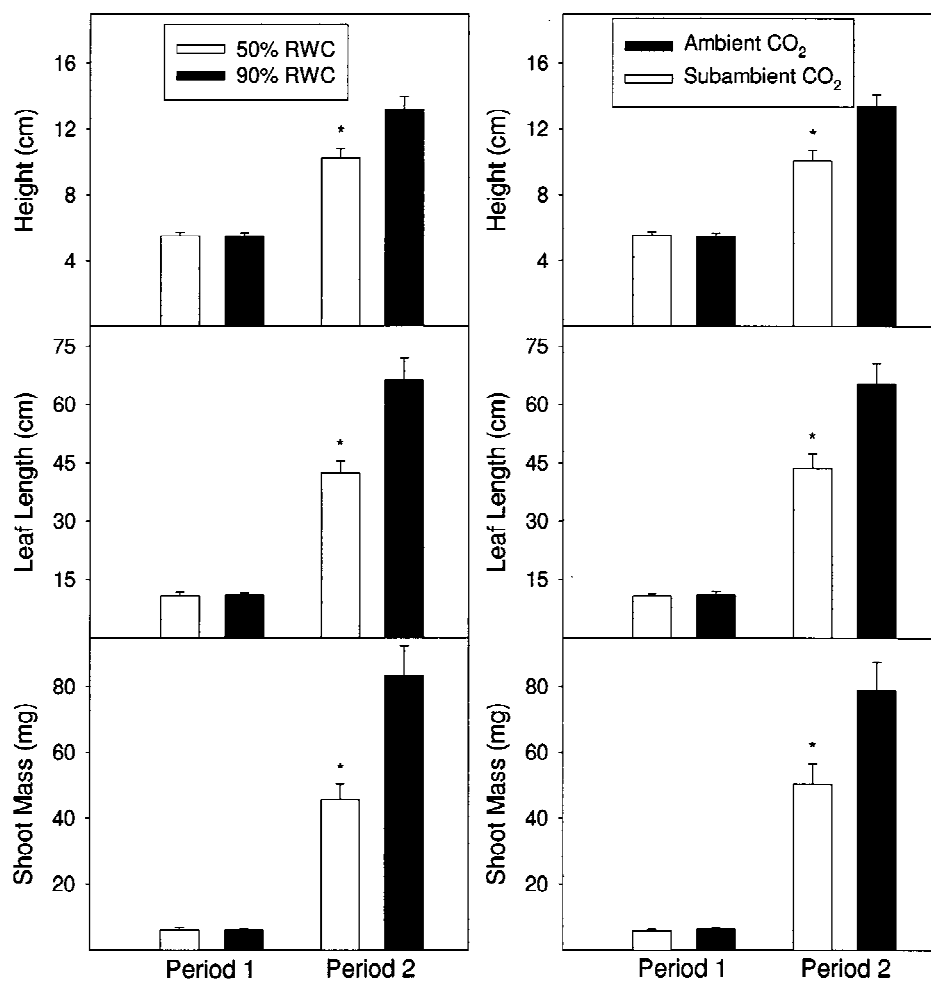 50% RWC
90% RWC
Height (cm)
16
12
8
4
*
Ambient CO₂
Subambient CO₂
Height (cm)
16
12
8
4
*
Leaf Length (cm)
75
60
45
30
15
*
Leaf Length (cm)
75
60
45
30
15
*
Shoot Mass (mg)
80
60
40
20
*
Period 1 Period 2
Shoot Mass (mg)
80
60
40
20
*
Period 1 Period 2